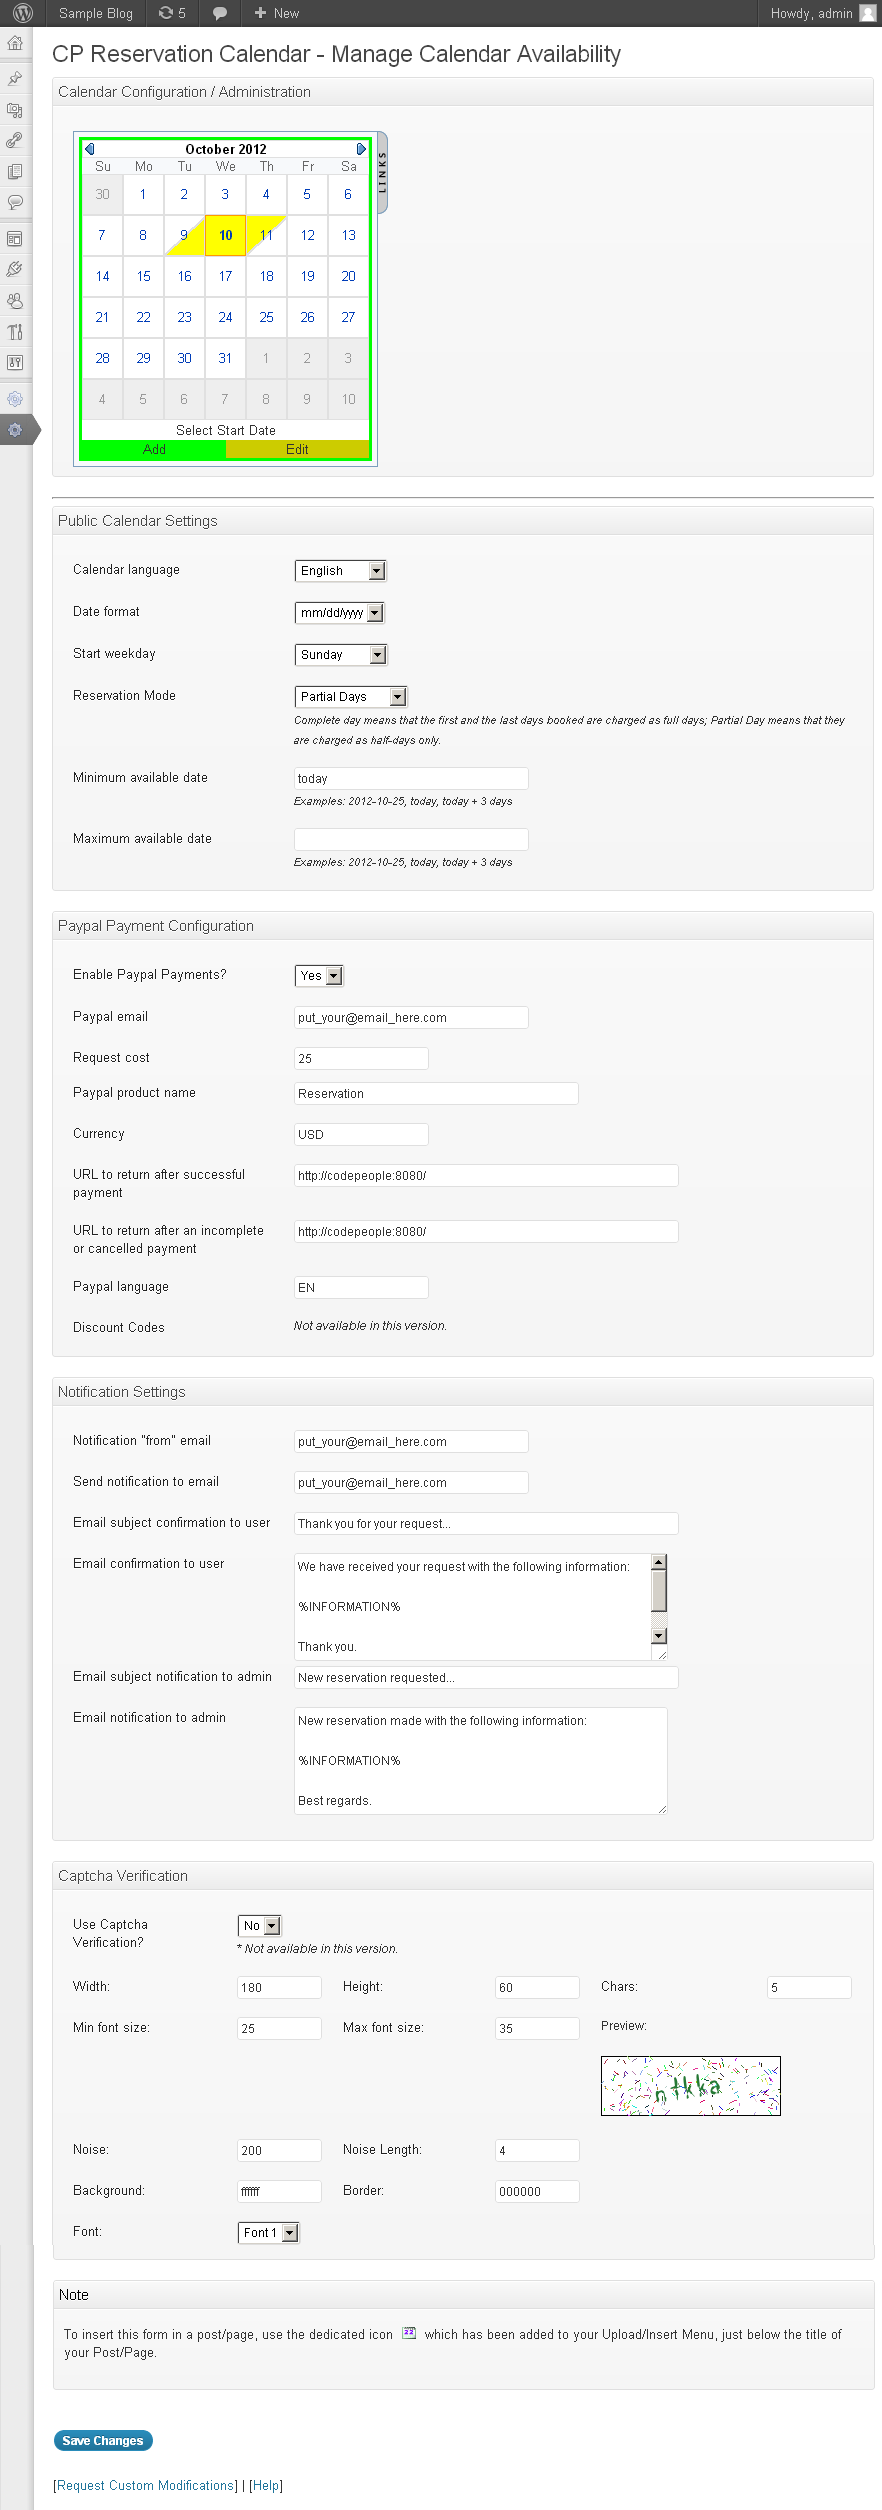 Sample Blog 5 New Howdy, admin
CP Reservation Calendar - Manage Calendar Availability
Calendar Configuration / Administration
October 2012
LINKS
Su Mo Tu We Th Fr Sa
30 1 2 3 4 5 6
7 8 9 10 11 12 13
14 15 16 17 18 19 20
21 22 23 24 25 26 27
28 29 30 31 1 2 3
4 5 6 7 8 9 10
Select Start Date
Add Edit
Public Calendar Settings
Calendar language English
Date format mm/dd/yyyy
Start weekday Sunday
Reservation Mode Partial Days
Complete day means that the first and the last days booked are charged as full days; Partial Day means that they
are charged as half-days only.
Minimum available date today
Examples: 2012-10-25, today, today + 3 days
Maximum available date
Examples: 2012-10-25, today, today + 3 days
Paypal Payment Configuration
Enable Paypal Payments? Yes
Paypal email put_your@email_here.com
Request cost 25
Paypal product name Reservation
Currency USD
URL to return after successful
payment
http://codepeople:8080/
URL to return after an incomplete
or cancelled payment
http://codepeople:8080/
Paypal language EN
Discount Codes Not available in this version.
Notification Settings
Notification "from" email put_your@email_here.com
Send notification to email put_your@email_here.com
Email subject confirmation to user Thank you for your request...
Email confirmation to user We have received your request with the following information:
%INFORMATION%
Thank you.
Email subject notification to admin New reservation requested...
Email notification to admin New reservation made with the following information:
%INFORMATION%
Best regards.
Captcha Verification
Use Captcha
Verification?
No
* Not available in this version.
Width: 180 Height: 60 Chars: 5
Min font size: 25 Max font size: 35 Preview:
ntkka
Noise: 200 Noise Length: 4
Background: ffffff Border: 000000
Font: Font 1
Note
To insert this form in a post/page, use the dedicated icon 22 which has been added to your Upload/Insert Menu, just below the title of
your Post/Page.
Save Changes
[Request Custom Modifications] | [Help]